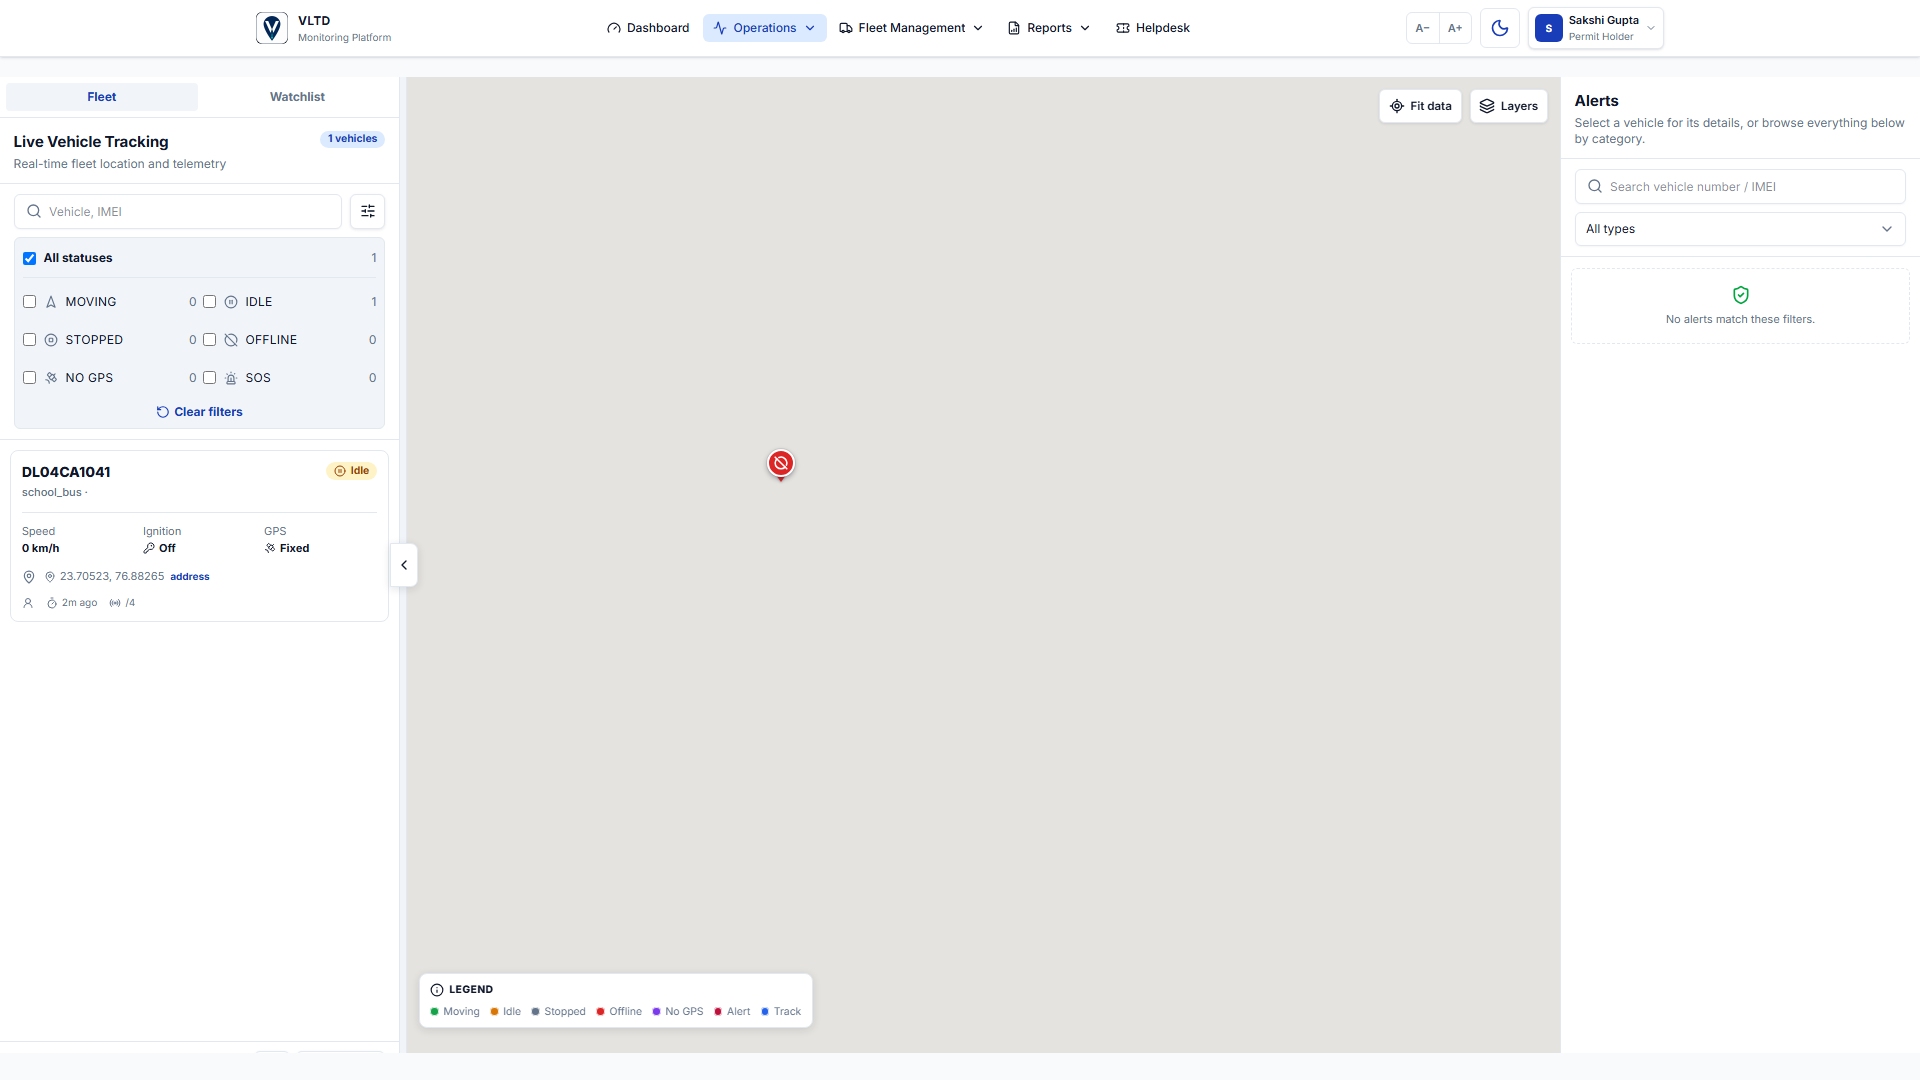 VLTD
Monitoring Platform
Dashboard
Operations
Fleet Management
Reports
Helpdesk
A−
A+
S
Sakshi Gupta
Permit Holder
Fleet
Watchlist
Live Vehicle Tracking
1 vehicles
Real-time fleet location and telemetry
Vehicle, IMEI
All statuses 1
MOVING 0
IDLE 1
STOPPED 0
OFFLINE 0
NO GPS 0
SOS 0
Clear filters
DL04CA1041
Idle
school_bus ·
Speed Ignition GPS
0 km/h Off Fixed
23.70523, 76.88265 address
2m ago /4
Fit data
Layers
LEGEND
Moving Idle Stopped Offline No GPS Alert Track
Alerts
Select a vehicle for its details, or browse everything below
by category.
Search vehicle number / IMEI
All types
No alerts match these filters.